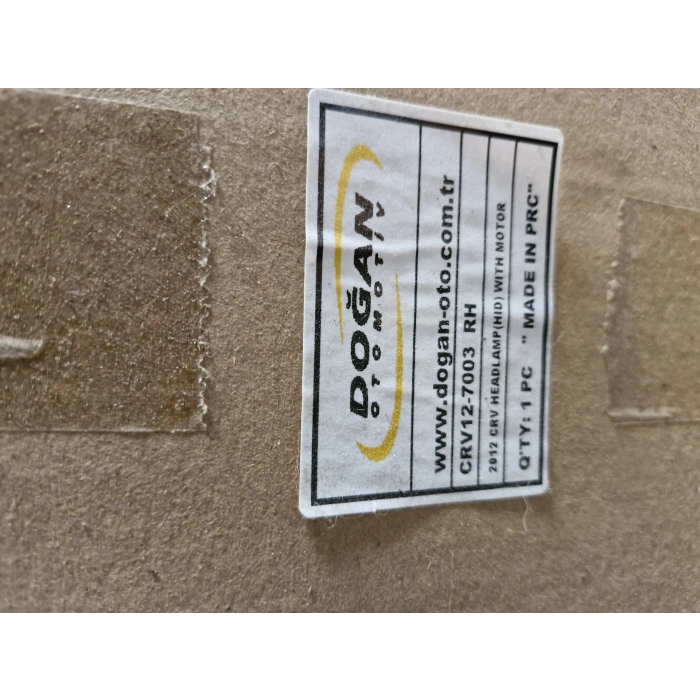 DOĞAN
OTOMOTİV
www.dogan-oto.com.tr
CRV12-7003 RH
2012 CRV HEADLAMP(HID) WITH MOTOR
Q'TY: 1 PC " MADE IN PRC"